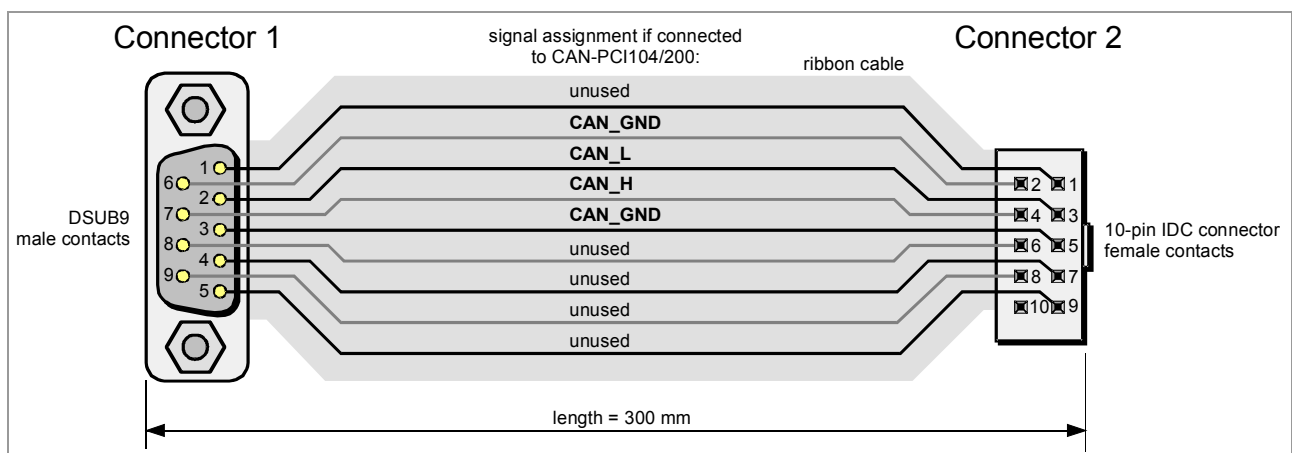 Connector 1
signal assignment if connected
to CAN-PCI104/200:
Connector 2
ribbon cable
unused
CAN_GND
CAN_L
CAN_H
CAN_GND
unused
unused
unused
unused
DSUB9
male contacts
1
6
2
7
3
8
4
9
5
2 1
4 3
6 5
8 7
10 9
10-pin IDC connector
female contacts
length = 300 mm